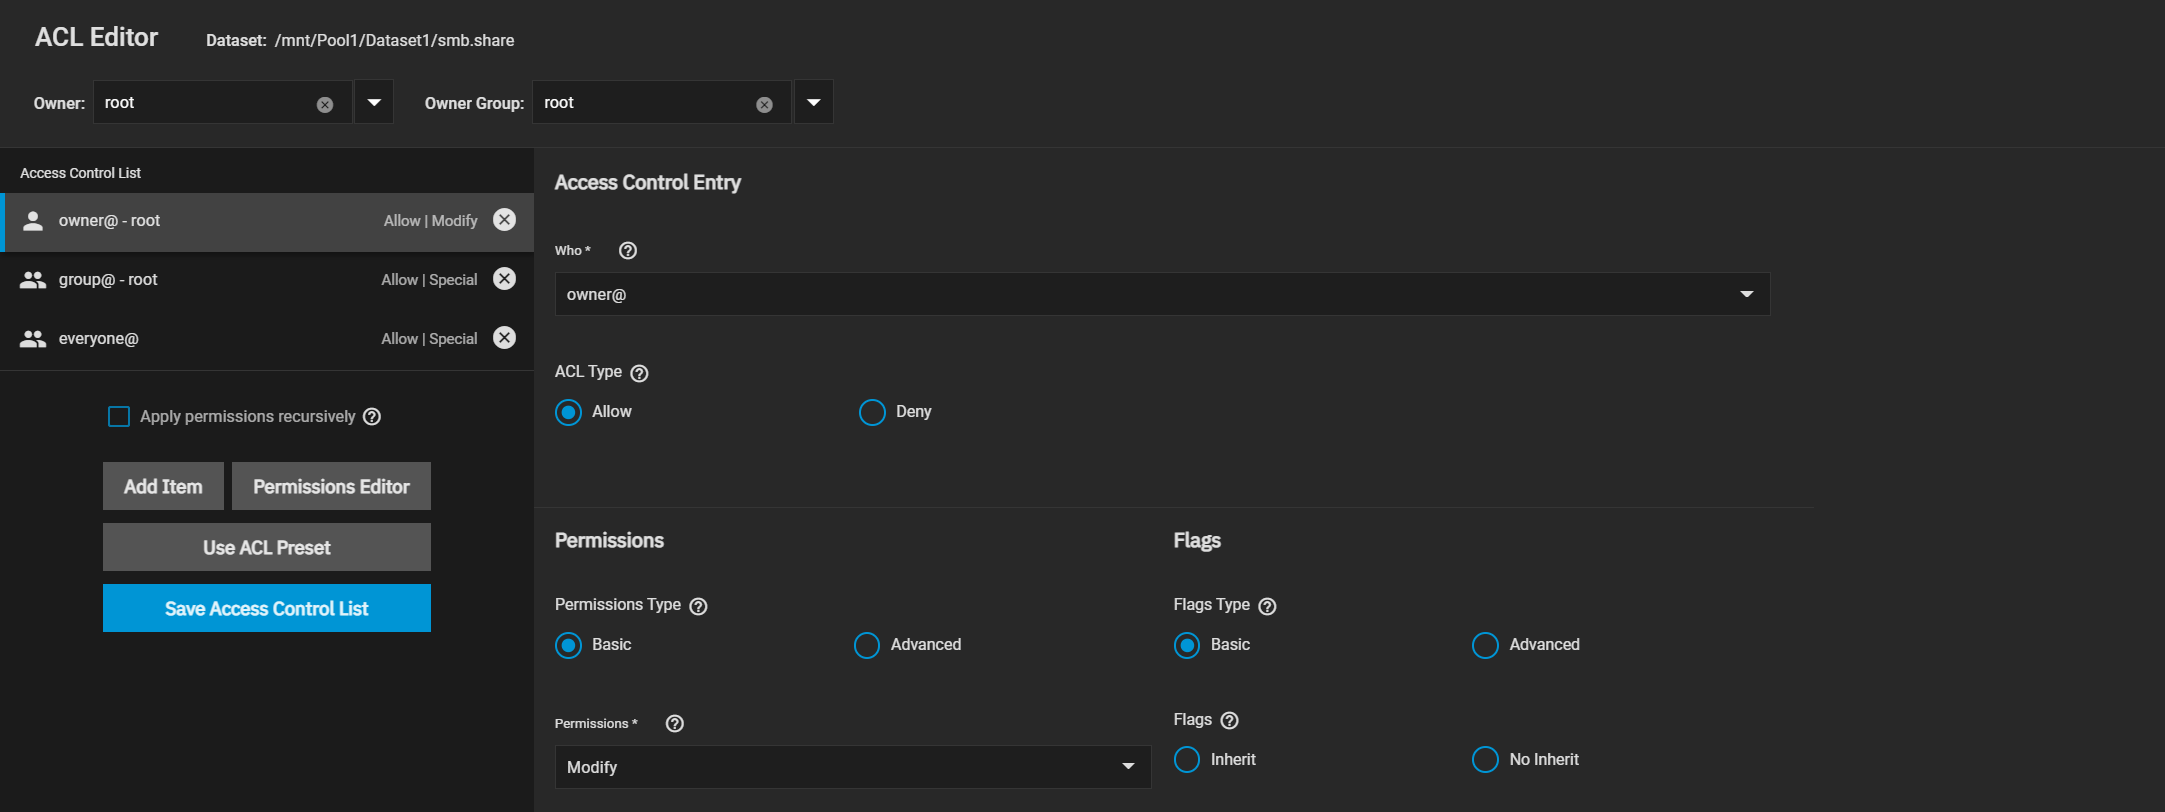 ACL Editor
Dataset: /mnt/Pool1/Dataset1/smb.share
Owner: root
Owner Group: root
Access Control List
owner@ - root Allow | Modify
group@ - root Allow | Special
everyone@ Allow | Special
Apply permissions recursively
Add Item
Permissions Editor
Use ACL Preset
Save Access Control List
Access Control Entry
Who *
owner@
ACL Type
Allow
Deny
Permissions
Permissions Type
Basic
Advanced
Permissions *
Modify
Flags
Flags Type
Basic
Advanced
Flags
Inherit
No Inherit